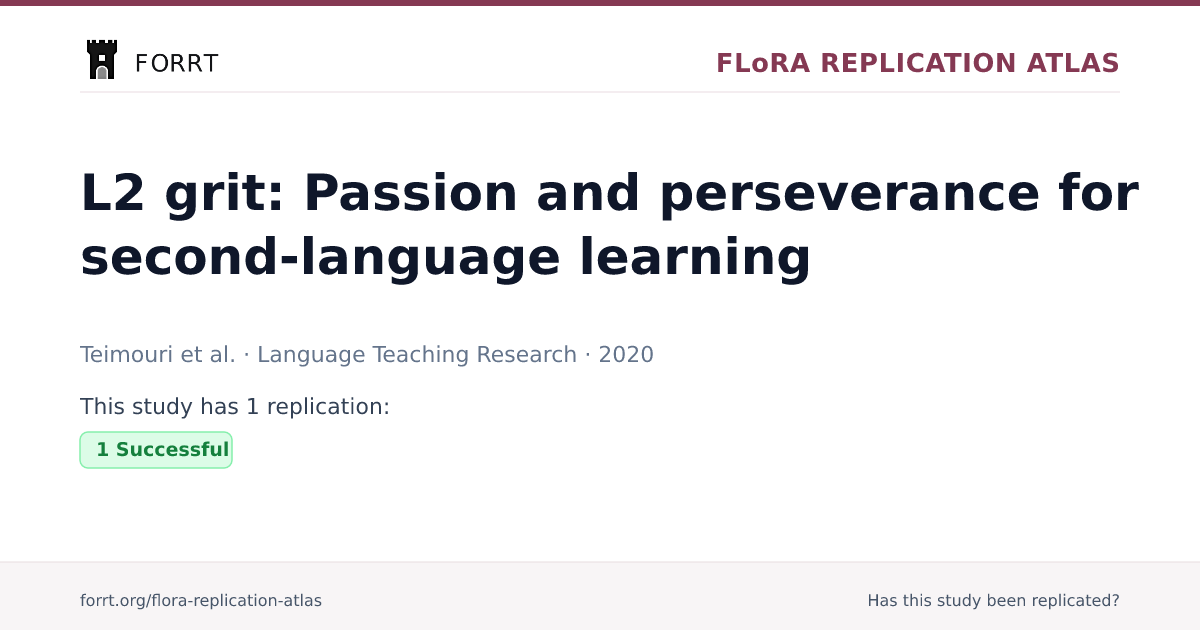 FORRT
FLoRA REPLICATION ATLAS
L2 grit: Passion and perseverance for
second-language learning
Teimouri et al. · Language Teaching Research · 2020
This study has 1 replication:
1 Successful
forrt.org/flora-replication-atlas
Has this study been replicated?